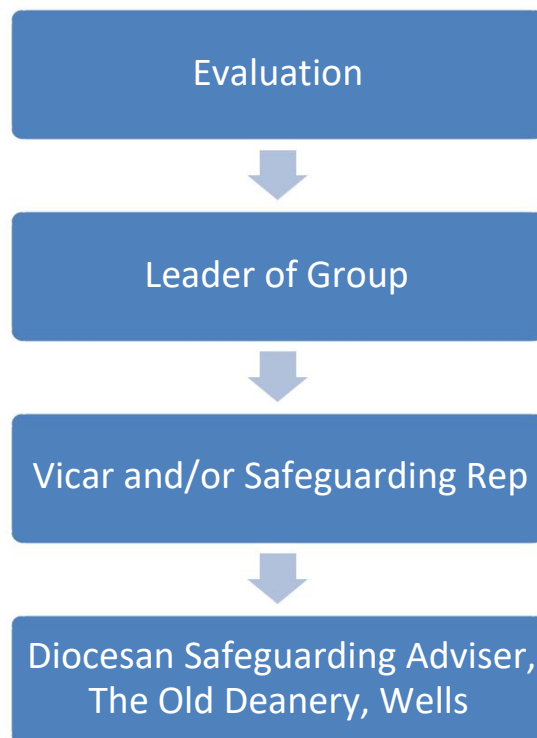 Evaluation
Leader of Group
Vicar and/or Safeguarding Rep
Diocesan Safeguarding Adviser,
The Old Deanery, Wells